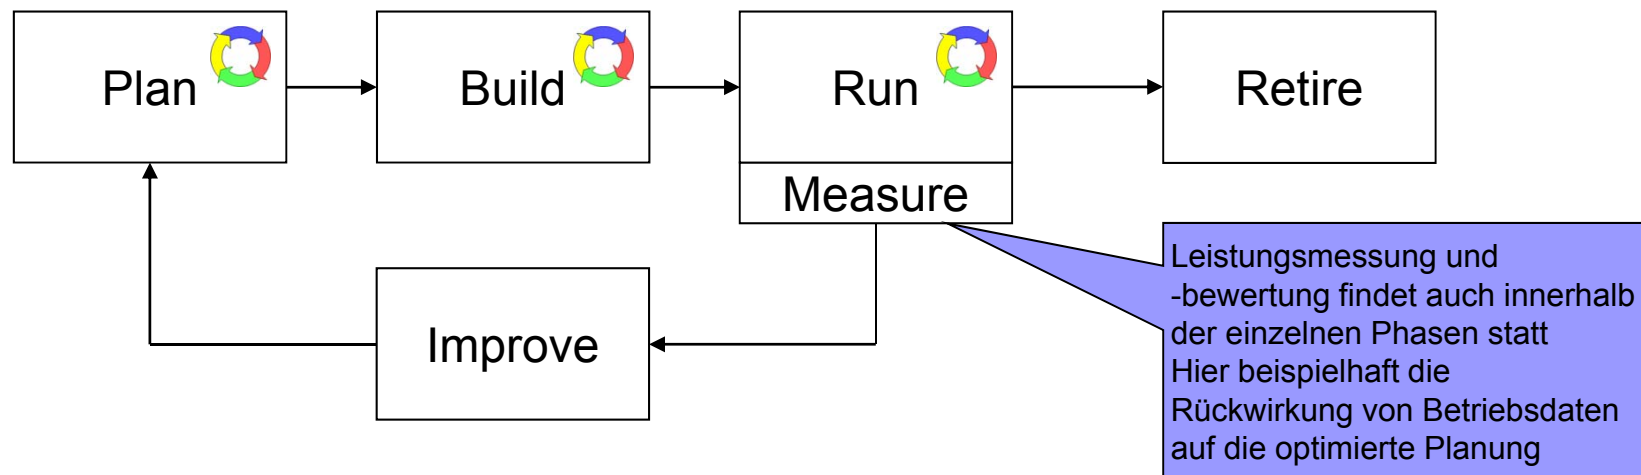 Plan
Build
Run
Retire
Measure
Improve
Leistungsmessung und
-bewertung findet auch innerhalb
der einzelnen Phasen statt
Hier beispielhaft die
Rückwirkung von Betriebsdaten
auf die optimierte Planung